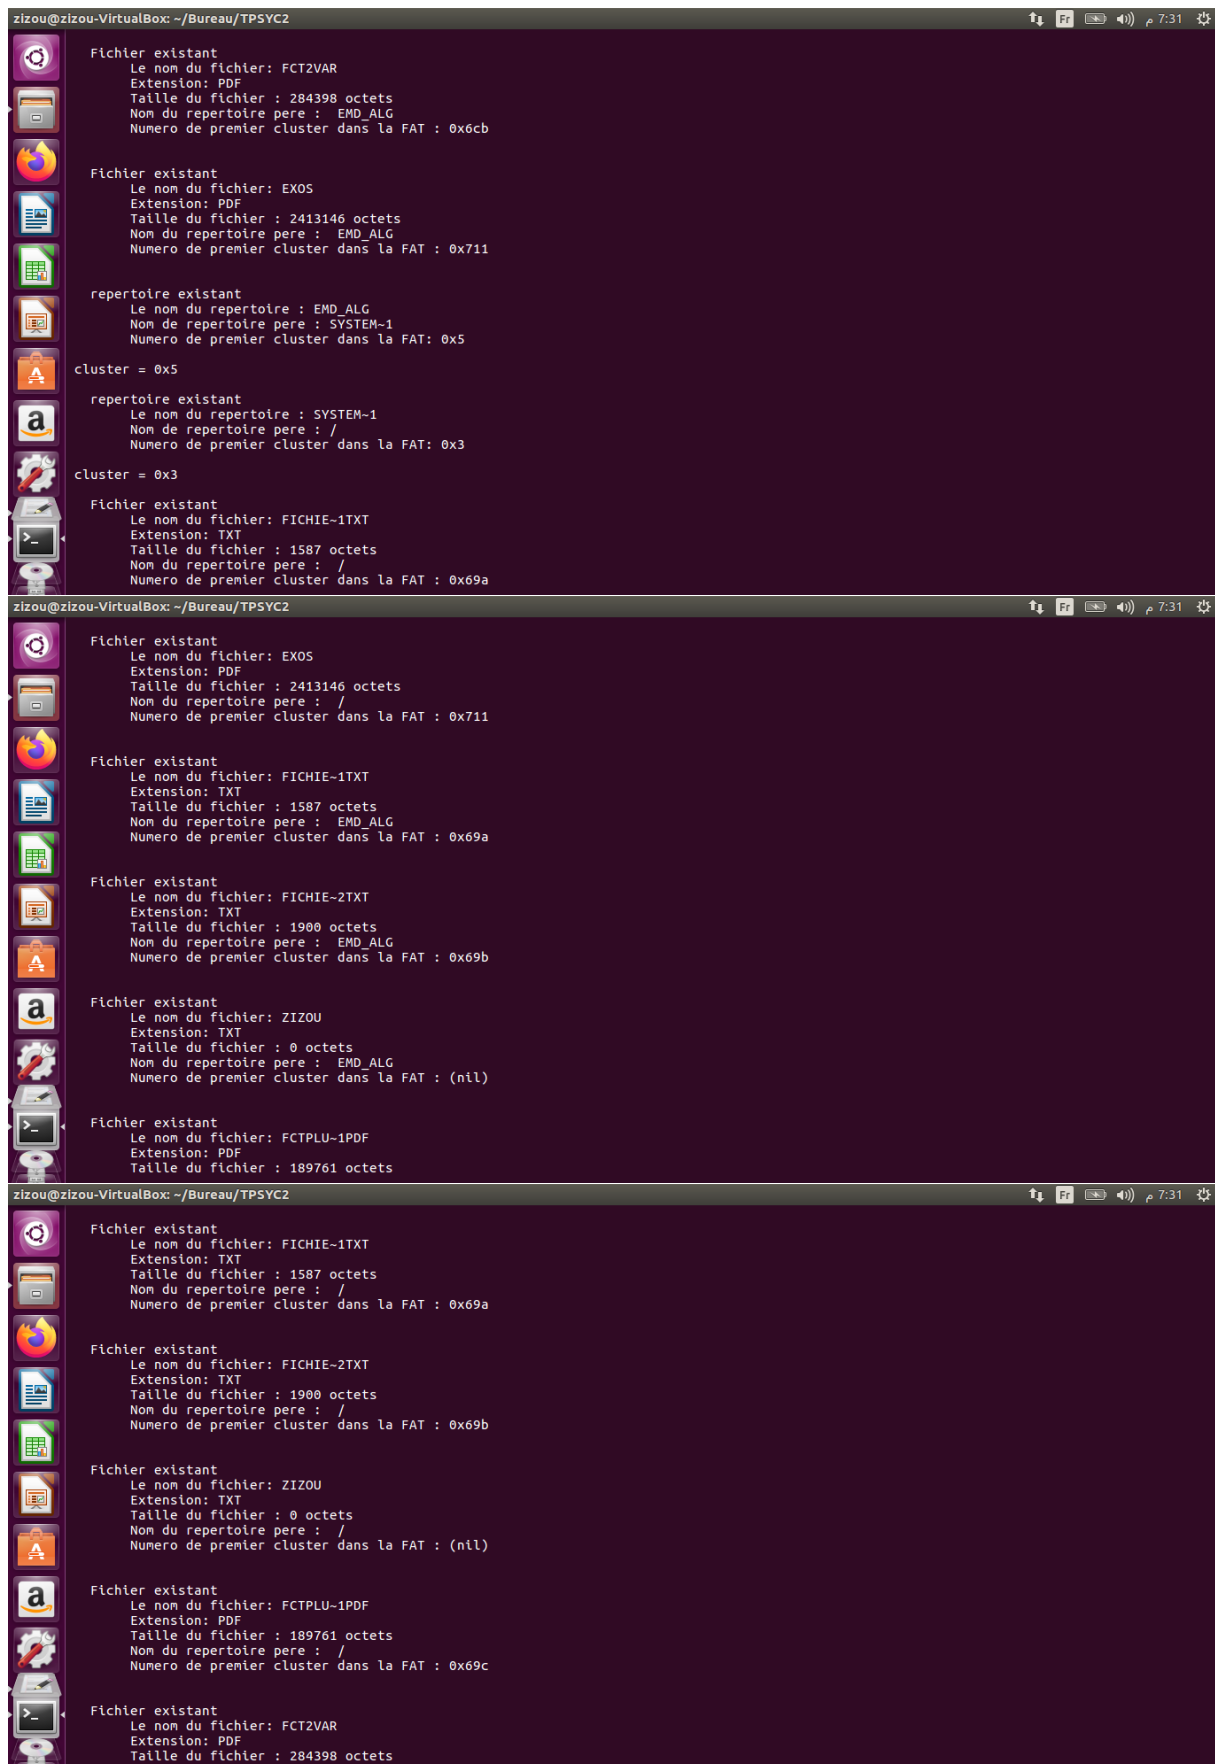 zizou@zizou-VirtualBox: ~/Bureau/TPSYC2 Fr م 7:31
Fichier existant
Le nom du fichier: FCT2VAR
Extension: PDF
Taille du fichier : 284398 octets
Nom du repertoire pere :  EMD_ALG
Numero de premier cluster dans la FAT : 0x6cb
Fichier existant
Le nom du fichier: EXOS
Extension: PDF
Taille du fichier : 2413146 octets
Nom du repertoire pere :  EMD_ALG
Numero de premier cluster dans la FAT : 0x711
repertoire existant
Le nom du repertoire : EMD_ALG
Nom de repertoire pere : SYSTEM~1
Numero de premier cluster dans la FAT: 0x5
cluster = 0x5
repertoire existant
Le nom du repertoire : SYSTEM~1
Nom de repertoire pere : /
Numero de premier cluster dans la FAT: 0x3
cluster = 0x3
Fichier existant
Le nom du fichier: FICHIE~1TXT
Extension: TXT
Taille du fichier : 1587 octets
Nom du repertoire pere :  /
Numero de premier cluster dans la FAT : 0x69a
zizou@zizou-VirtualBox: ~/Bureau/TPSYC2 Fr م 7:31
Fichier existant
Le nom du fichier: EXOS
Extension: PDF
Taille du fichier : 2413146 octets
Nom du repertoire pere :  /
Numero de premier cluster dans la FAT : 0x711
Fichier existant
Le nom du fichier: FICHIE~1TXT
Extension: TXT
Taille du fichier : 1587 octets
Nom du repertoire pere :  EMD_ALG
Numero de premier cluster dans la FAT : 0x69a
Fichier existant
Le nom du fichier: FICHIE~2TXT
Extension: TXT
Taille du fichier : 1900 octets
Nom du repertoire pere :  EMD_ALG
Numero de premier cluster dans la FAT : 0x69b
Fichier existant
Le nom du fichier: ZIZOU
Extension: TXT
Taille du fichier : 0 octets
Nom du repertoire pere :  EMD_ALG
Numero de premier cluster dans la FAT : (nil)
Fichier existant
Le nom du fichier: FCTPLU~1PDF
Extension: PDF
Taille du fichier : 189761 octets
zizou@zizou-VirtualBox: ~/Bureau/TPSYC2 Fr م 7:31
Fichier existant
Le nom du fichier: FICHIE~1TXT
Extension: TXT
Taille du fichier : 1587 octets
Nom du repertoire pere :  /
Numero de premier cluster dans la FAT : 0x69a
Fichier existant
Le nom du fichier: FICHIE~2TXT
Extension: TXT
Taille du fichier : 1900 octets
Nom du repertoire pere :  /
Numero de premier cluster dans la FAT : 0x69b
Fichier existant
Le nom du fichier: ZIZOU
Extension: TXT
Taille du fichier : 0 octets
Nom du repertoire pere :  /
Numero de premier cluster dans la FAT : (nil)
Fichier existant
Le nom du fichier: FCTPLU~1PDF
Extension: PDF
Taille du fichier : 189761 octets
Nom du repertoire pere :  /
Numero de premier cluster dans la FAT : 0x69c
Fichier existant
Le nom du fichier: FCT2VAR
Extension: PDF
Taille du fichier : 284398 octets